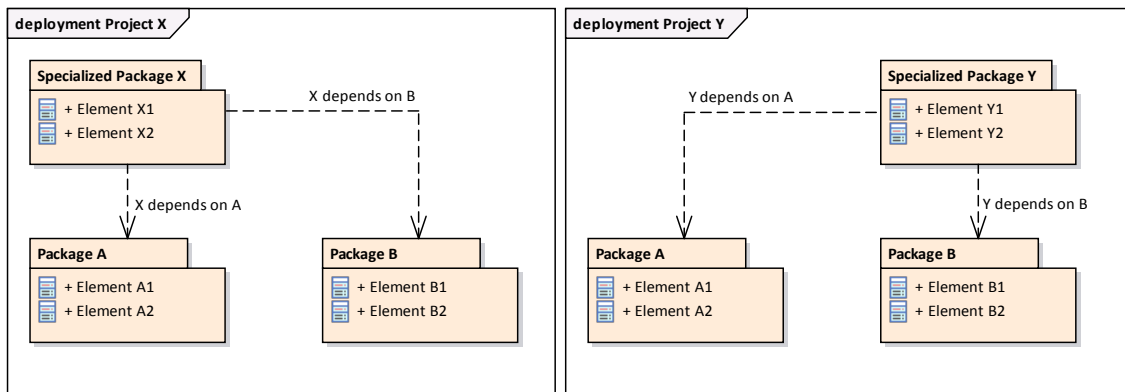 deployment Project X
Specialized Package X
+ Element X1
+ Element X2
X depends on B
X depends on A
Package A
+ Element A1
+ Element A2
Package B
+ Element B1
+ Element B2
deployment Project Y
Specialized Package Y
+ Element Y1
+ Element Y2
Y depends on A
Y depends on B
Package A
+ Element A1
+ Element A2
Package B
+ Element B1
+ Element B2